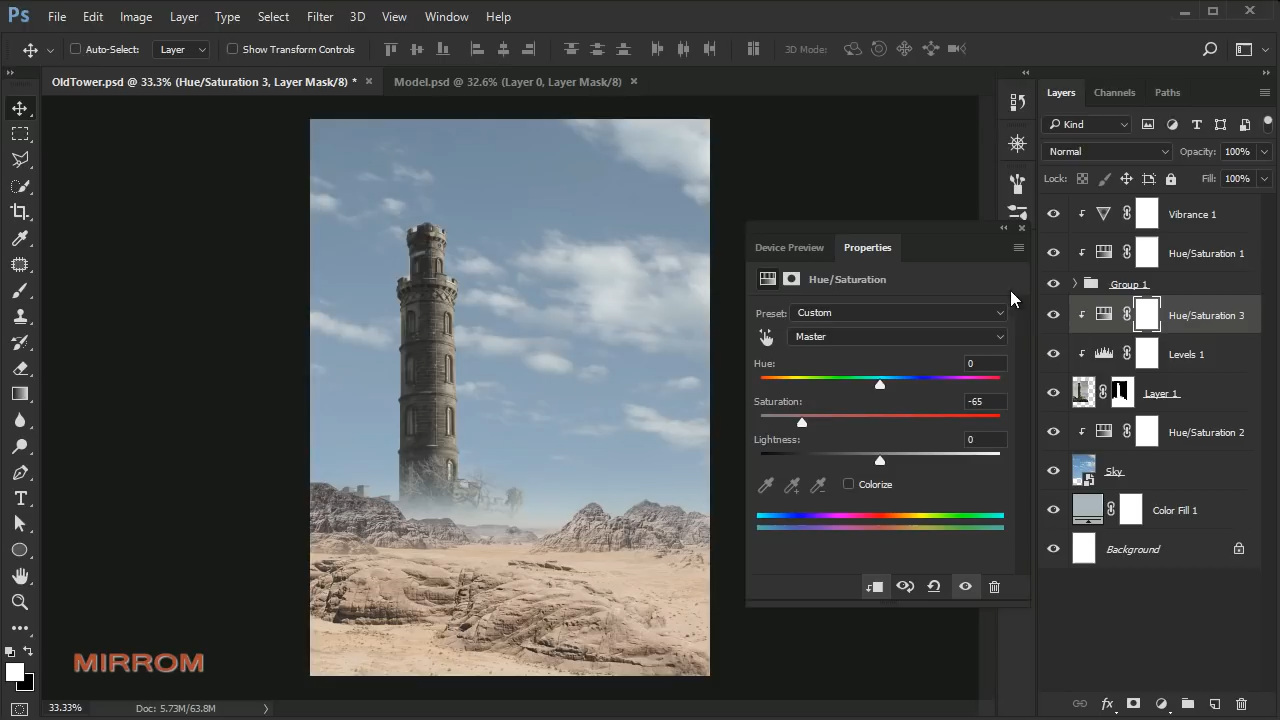 Ps File Edit Image Layer Type Select Filter 3D View Window Help
Auto-Select: Layer Show Transform Controls 3D Mode:
OldTower.psd @ 33.3% (Hue/Saturation 3, Layer Mask/8) * Model.psd @ 32.6% (Layer 0, Layer Mask/8)
Layers Channels Paths
Kind
Normal Opacity: 100%
Lock: Fill: 100%
Vibrance 1
Hue/Saturation 1
Group 1
Hue/Saturation 3
Levels 1
Layer 1
Hue/Saturation 2
Sky
Color Fill 1
Background
Device Preview Properties
Hue/Saturation
Preset: Custom
Master
Hue: 0
Saturation: -65
Lightness: 0
Colorize
MIRROM
33.33% Doc: 5.73M/63.8M